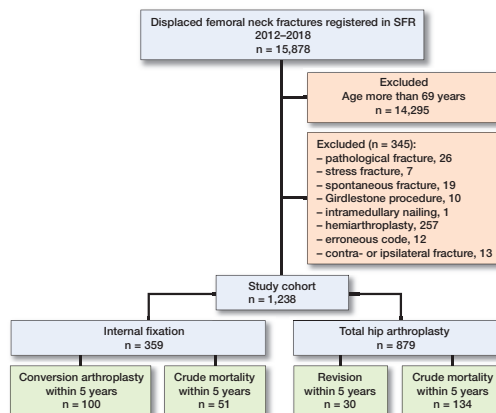 Displaced femoral neck fractures registered in SFR
2012–2018
n = 15,878
Excluded
Age more than 69 years
n = 14,295
Excluded (n = 345):
– pathological fracture, 26
– stress fracture, 7
– spontaneous fracture, 19
– Girdlestone procedure, 10
– intramedullary nailing, 1
– hemiarthroplasty, 257
– erroneous code, 12
– contra- or ipsilateral fracture, 13
Study cohort
n = 1,238
Internal fixation
n = 359
Total hip arthroplasty
n = 879
Conversion arthroplasty
within 5 years
n = 100
Crude mortality
within 5 years
n = 51
Revision
within 5 years
n = 30
Crude mortality
within 5 years
n = 134